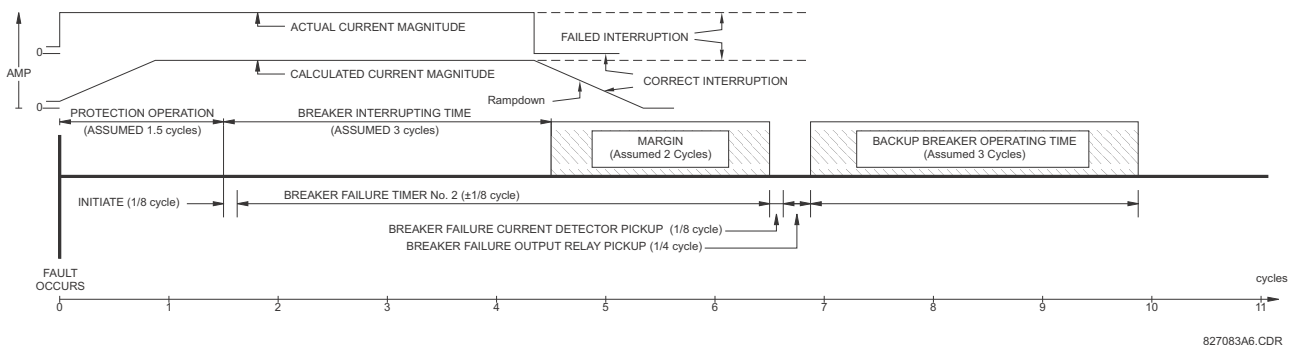 ACTUAL CURRENT MAGNITUDE
FAILED INTERRUPTION
0
AMP
CALCULATED CURRENT MAGNITUDE
CORRECT INTERRUPTION
Rampdown
0
PROTECTION OPERATION
(ASSUMED 1.5 cycles)
BREAKER INTERRUPTING TIME
(ASSUMED 3 cycles)
MARGIN
(Assumed 2 Cycles)
BACKUP BREAKER OPERATING TIME
(Assumed 3 Cycles)
INITIATE (1/8 cycle)
BREAKER FAILURE TIMER No. 2 (±1/8 cycle)
BREAKER FAILURE CURRENT DETECTOR PICKUP (1/8 cycle)
BREAKER FAILURE OUTPUT RELAY PICKUP (1/4 cycle)
FAULT
OCCURS
cycles
0 1 2 3 4 5 6 7 8 9 10 11
827083A6.CDR